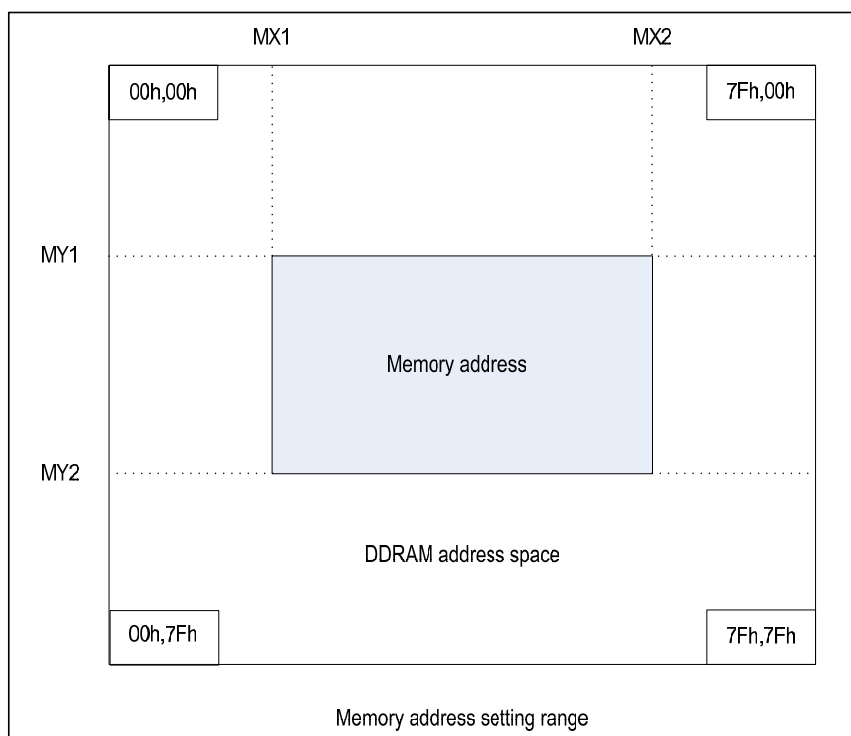 MX1 MX2
00h,00h 7Fh,00h
MY1
Memory address
MY2
DDRAM address space
00h,7Fh 7Fh,7Fh
Memory address setting range